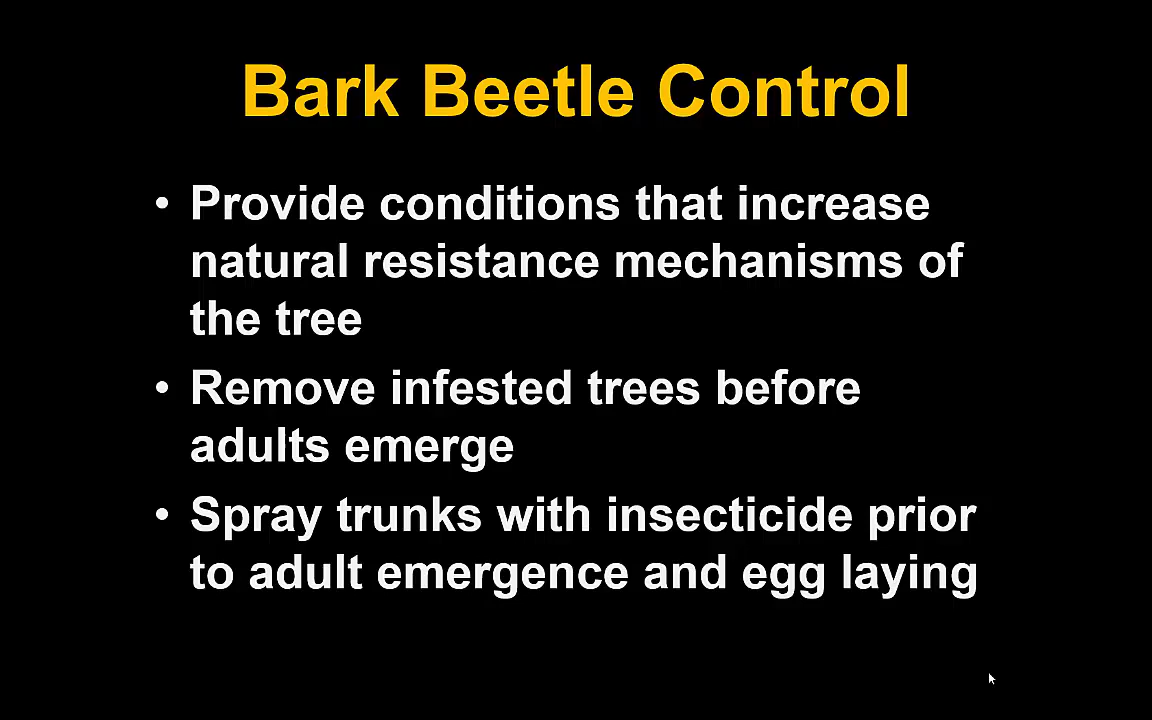 Bark Beetle Control
• Provide conditions that increase
natural resistance mechanisms of
the tree
• Remove infested trees before
adults emerge
• Spray trunks with insecticide prior
to adult emergence and egg laying